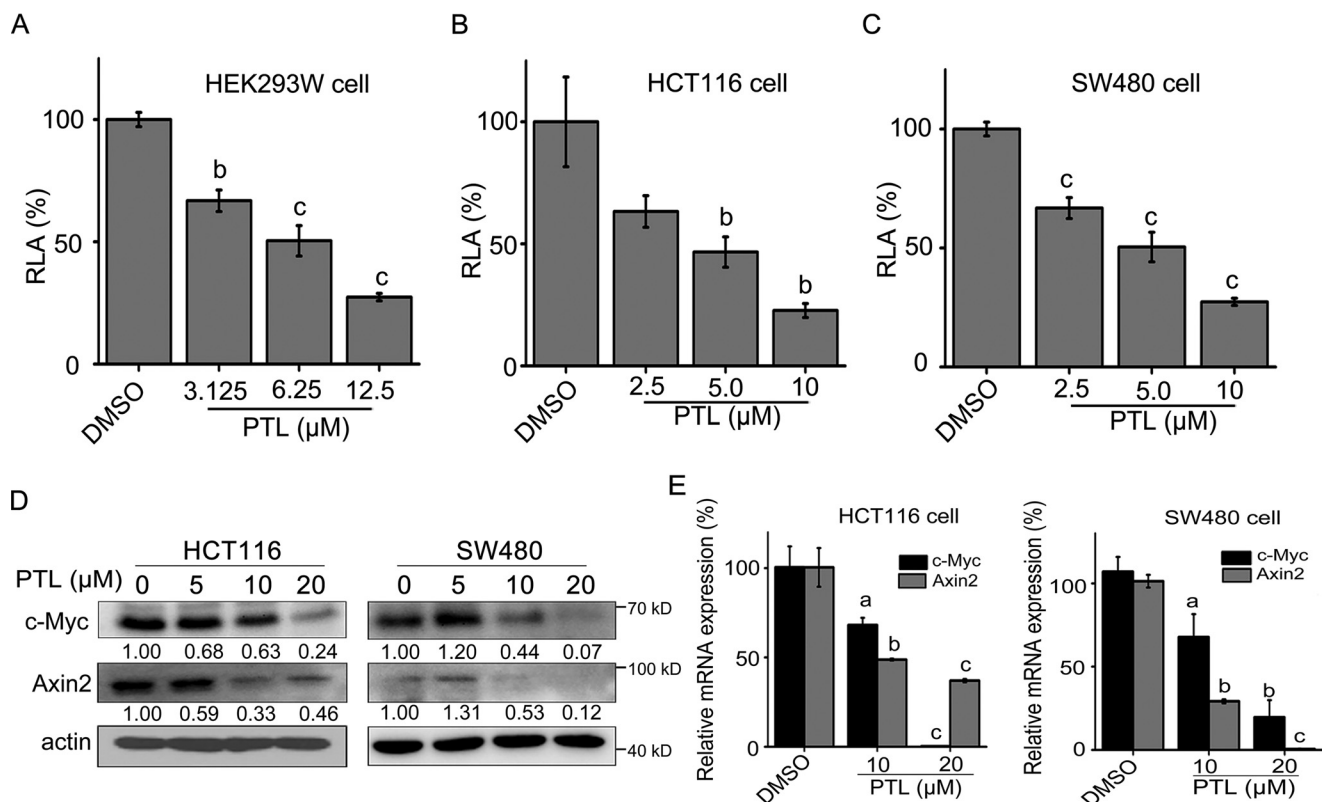 A
HEK293W cell
RLA (%)
100
50
0
b
c
c
DMSO
3.125 6.25 12.5
PTL (µM)
B
HCT116 cell
RLA (%)
100
50
0
b
b
DMSO
2.5 5.0 10
PTL (µM)
C
SW480 cell
RLA (%)
100
50
0
c
c
c
DMSO
2.5 5.0 10
PTL (µM)
D
HCT116 SW480
PTL (µM) 0 5 10 20 0 5 10 20
c-Myc 70 kD
1.00 0.68 0.63 0.24 1.00 1.20 0.44 0.07
Axin2 100 kD
1.00 0.59 0.33 0.46 1.00 1.31 0.53 0.12
actin 40 kD
E
HCT116 cell
Relative mRNA expression (%)
c-Myc
Axin2
100
50
0
a
b
c
c
DMSO
10 20
PTL (µM)
SW480 cell
Relative mRNA expression (%)
c-Myc
Axin2
100
50
0
a
b
b
c
DMSO
10 20
PTL (µM)